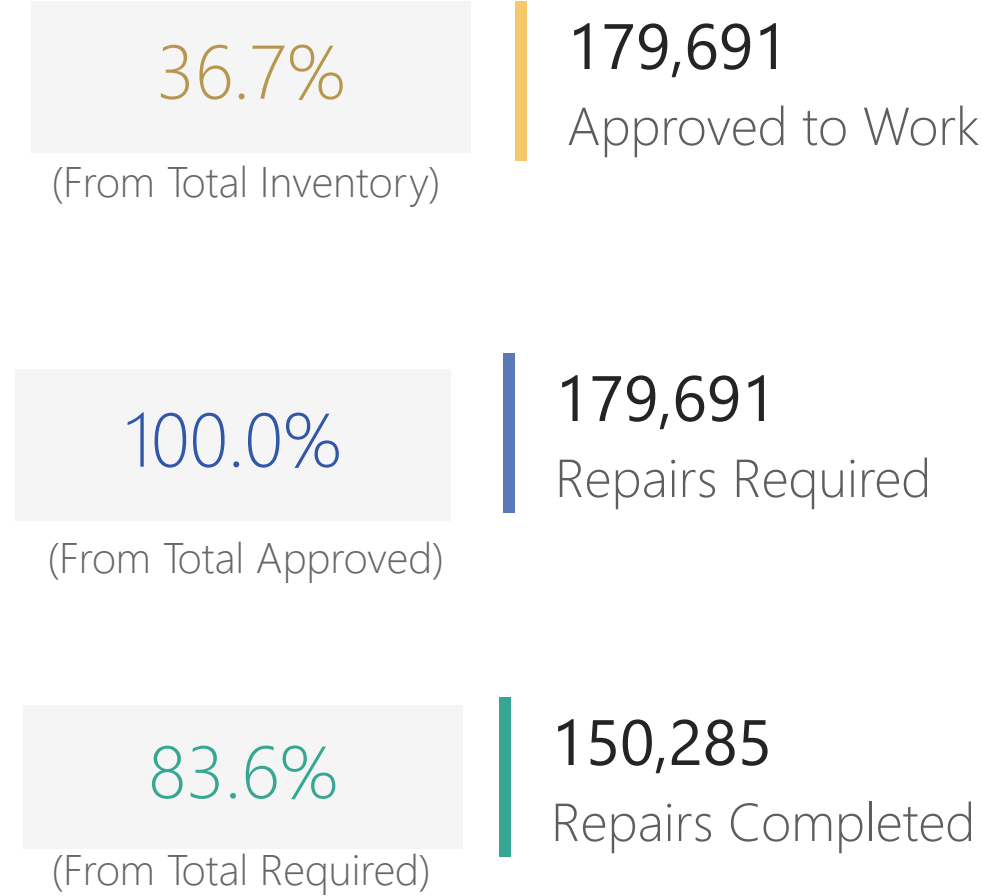 36.7%
179,691
Approved to Work
(From Total Inventory)
100.0%
179,691
Repairs Required
(From Total Approved)
83.6%
150,285
Repairs Completed
(From Total Required)